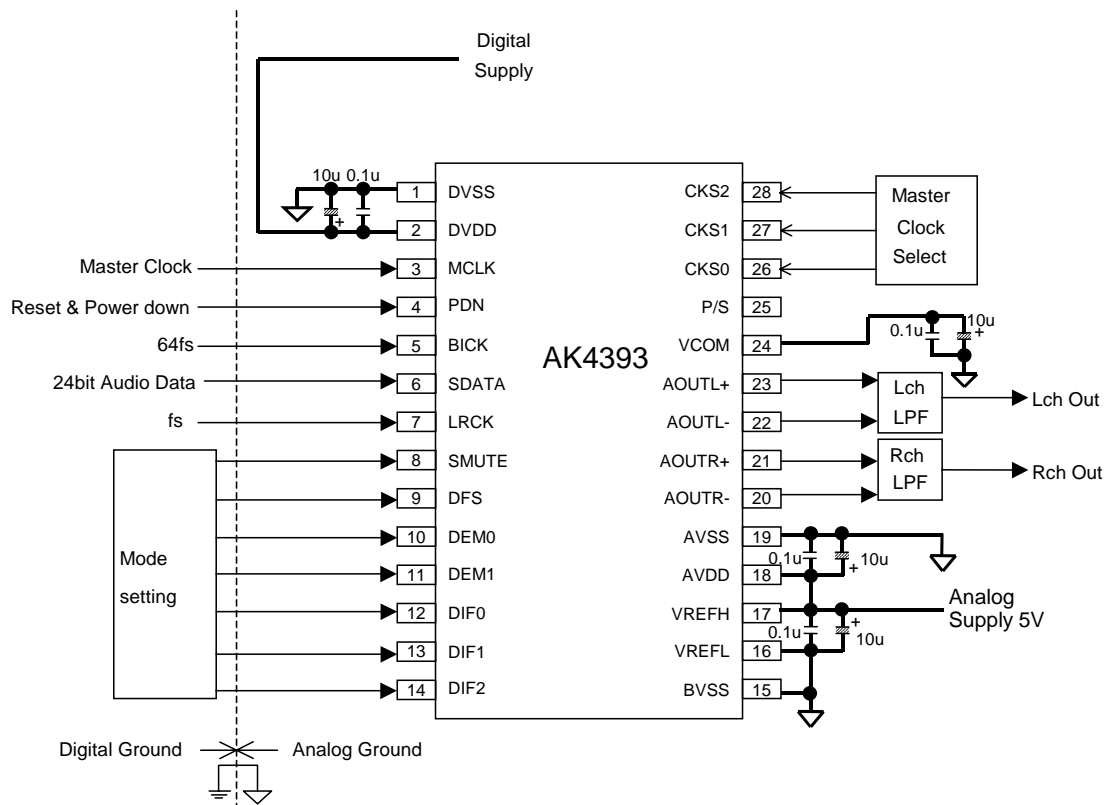 Digital
Supply
10u 0.1u
+
1 DVSS
2 DVDD
Master Clock 3 MCLK
Reset & Power down 4 PDN
64fs 5 BICK
24bit Audio Data 6 SDATA
fs 7 LRCK
8 SMUTE
9 DFS
10 DEM0
11 DEM1
12 DIF0
13 DIF1
14 DIF2
Mode
setting
AK4393
CKS2 28
CKS1 27
CKS0 26
P/S 25
VCOM 24
AOUTL+ 23
AOUTL- 22
AOUTR+ 21
AOUTR- 20
AVSS 19
AVDD 18
VREFH 17
VREFL 16
BVSS 15
Master
Clock
Select
0.1u 10u
+
Lch
LPF
Lch Out
Rch
LPF
Rch Out
0.1u + 10u
Analog
Supply 5V
0.1u + 10u
Digital Ground Analog Ground